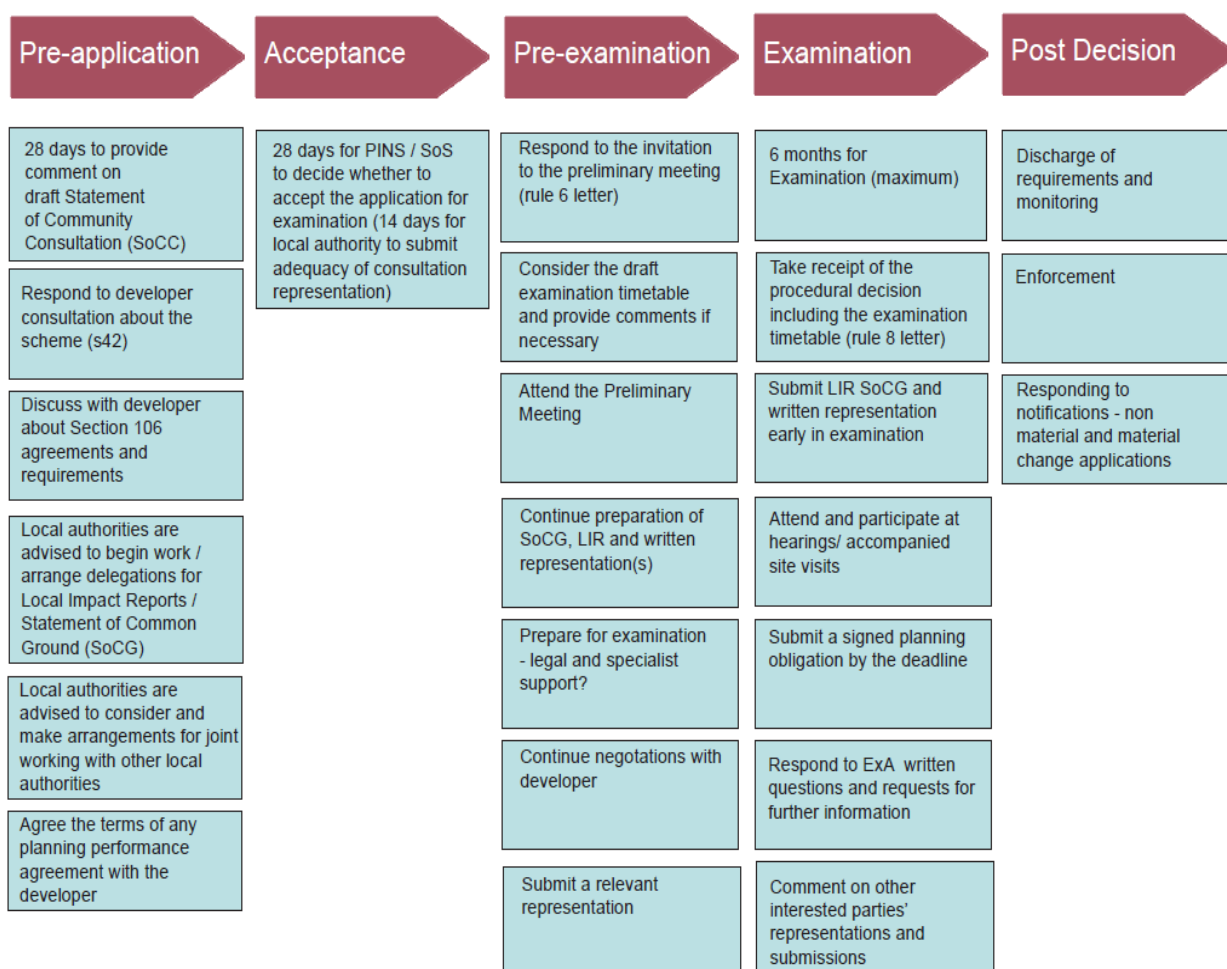 Pre-application
Acceptance
Pre-examination
Examination
Post Decision
28 days to provide
comment on
draft Statement
of Community
Consultation (SoCC)
Respond to developer
consultation about the
scheme (s42)
Discuss with developer
about Section 106
agreements and
requirements
Local authorities are
advised to begin work /
arrange delegations for
Local Impact Reports /
Statement of Common
Ground (SoCG)
Local authorities are
advised to consider and
make arrangements for joint
working with other local
authorities
Agree the terms of any
planning performance
agreement with the
developer
28 days for PINS / SoS
to decide whether to
accept the application for
examination (14 days for
local authority to submit
adequacy of consultation
representation)
Respond to the invitation
to the preliminary meeting
(rule 6 letter)
Consider the draft
examination timetable
and provide comments if
necessary
Attend the Preliminary
Meeting
Continue preparation of
SoCG, LIR and written
representation(s)
Prepare for examination
- legal and specialist
support?
Continue negotations with
developer
Submit a relevant
representation
6 months for
Examination (maximum)
Take receipt of the
procedural decision
including the examination
timetable (rule 8 letter)
Submit LIR SoCG and
written representation
early in examination
Attend and participate at
hearings/ accompanied
site visits
Submit a signed planning
obligation by the deadline
Respond to ExA written
questions and requests for
further information
Comment on other
interested parties'
representations and
submissions
Discharge of
requirements and
monitoring
Enforcement
Responding to
notifications - non
material and material
change applications